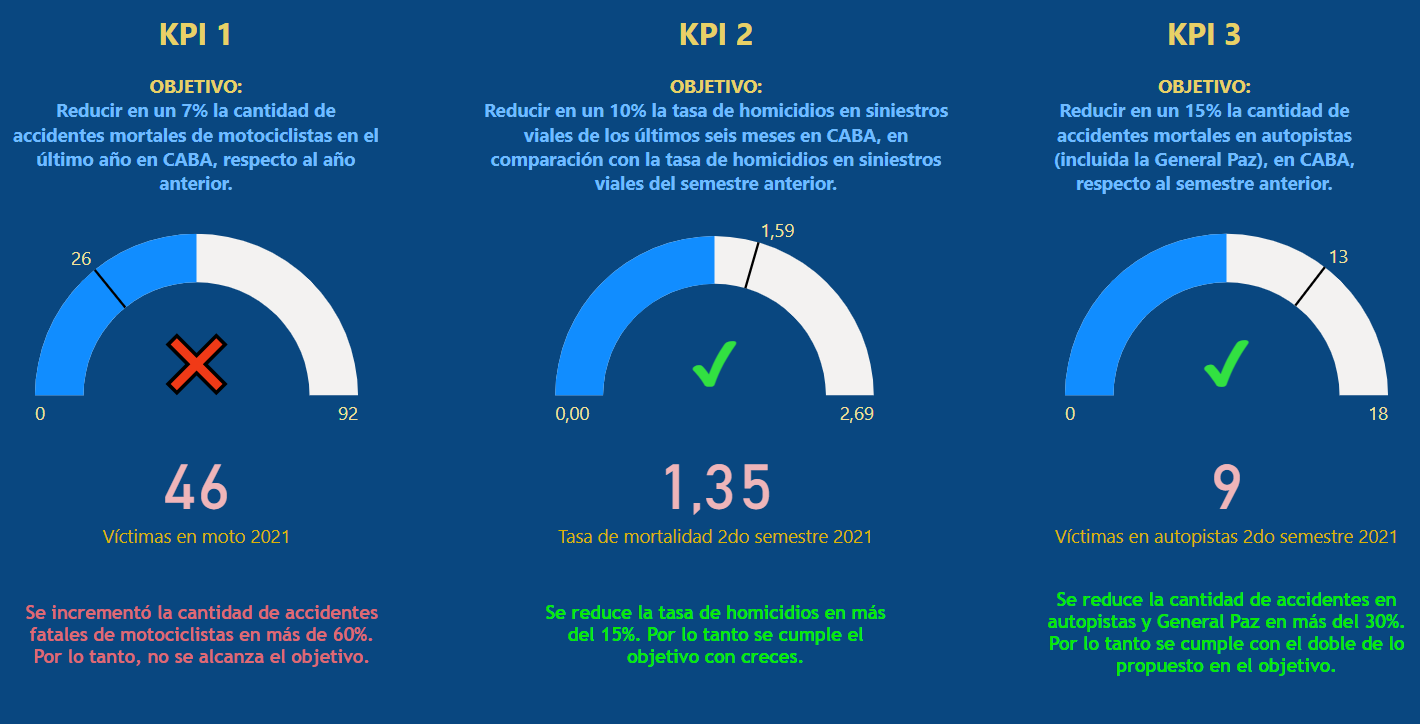 KPI 1
OBJETIVO:
Reducir en un 7% la cantidad de
accidentes mortales de motociclistas en el
último año en CABA, respecto al año
anterior.
26
0
92
46
Víctimas en moto 2021
Se incrementó la cantidad de accidentes
fatales de motociclistas en más de 60%.
Por lo tanto, no se alcanza el objetivo.
KPI 2
OBJETIVO:
Reducir en un 10% la tasa de homicidios en siniestros
viales de los últimos seis meses en CABA, en
comparación con la tasa de homicidios en siniestros
viales del semestre anterior.
1,59
0,00
2,69
1,35
Tasa de mortalidad 2do semestre 2021
Se reduce la tasa de homicidios en más
del 15%. Por lo tanto se cumple el
objetivo con creces.
KPI 3
OBJETIVO:
Reducir en un 15% la cantidad de
accidentes mortales en autopistas
(incluida la General Paz), en CABA,
respecto al semestre anterior.
13
0
18
9
Víctimas en autopistas 2do semestre 2021
Se reduce la cantidad de accidentes en
autopistas y General Paz en más del 30%.
Por lo tanto se cumple con el doble de lo
propuesto en el objetivo.